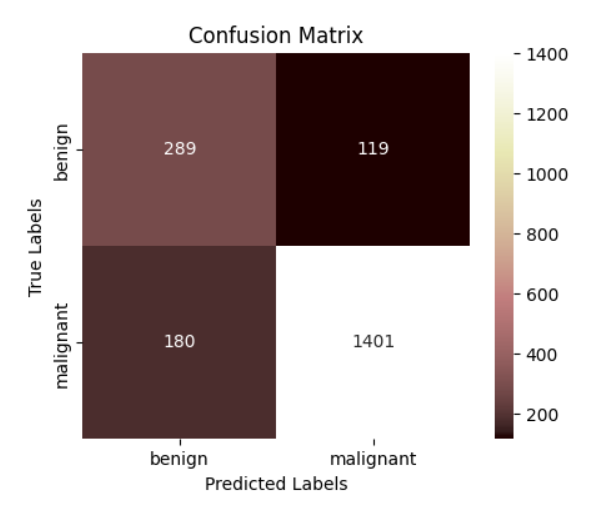 Confusion Matrix
True Labels
benign
289
119
malignant
180
1401
benign
malignant
Predicted Labels
1400
1200
1000
800
600
400
200